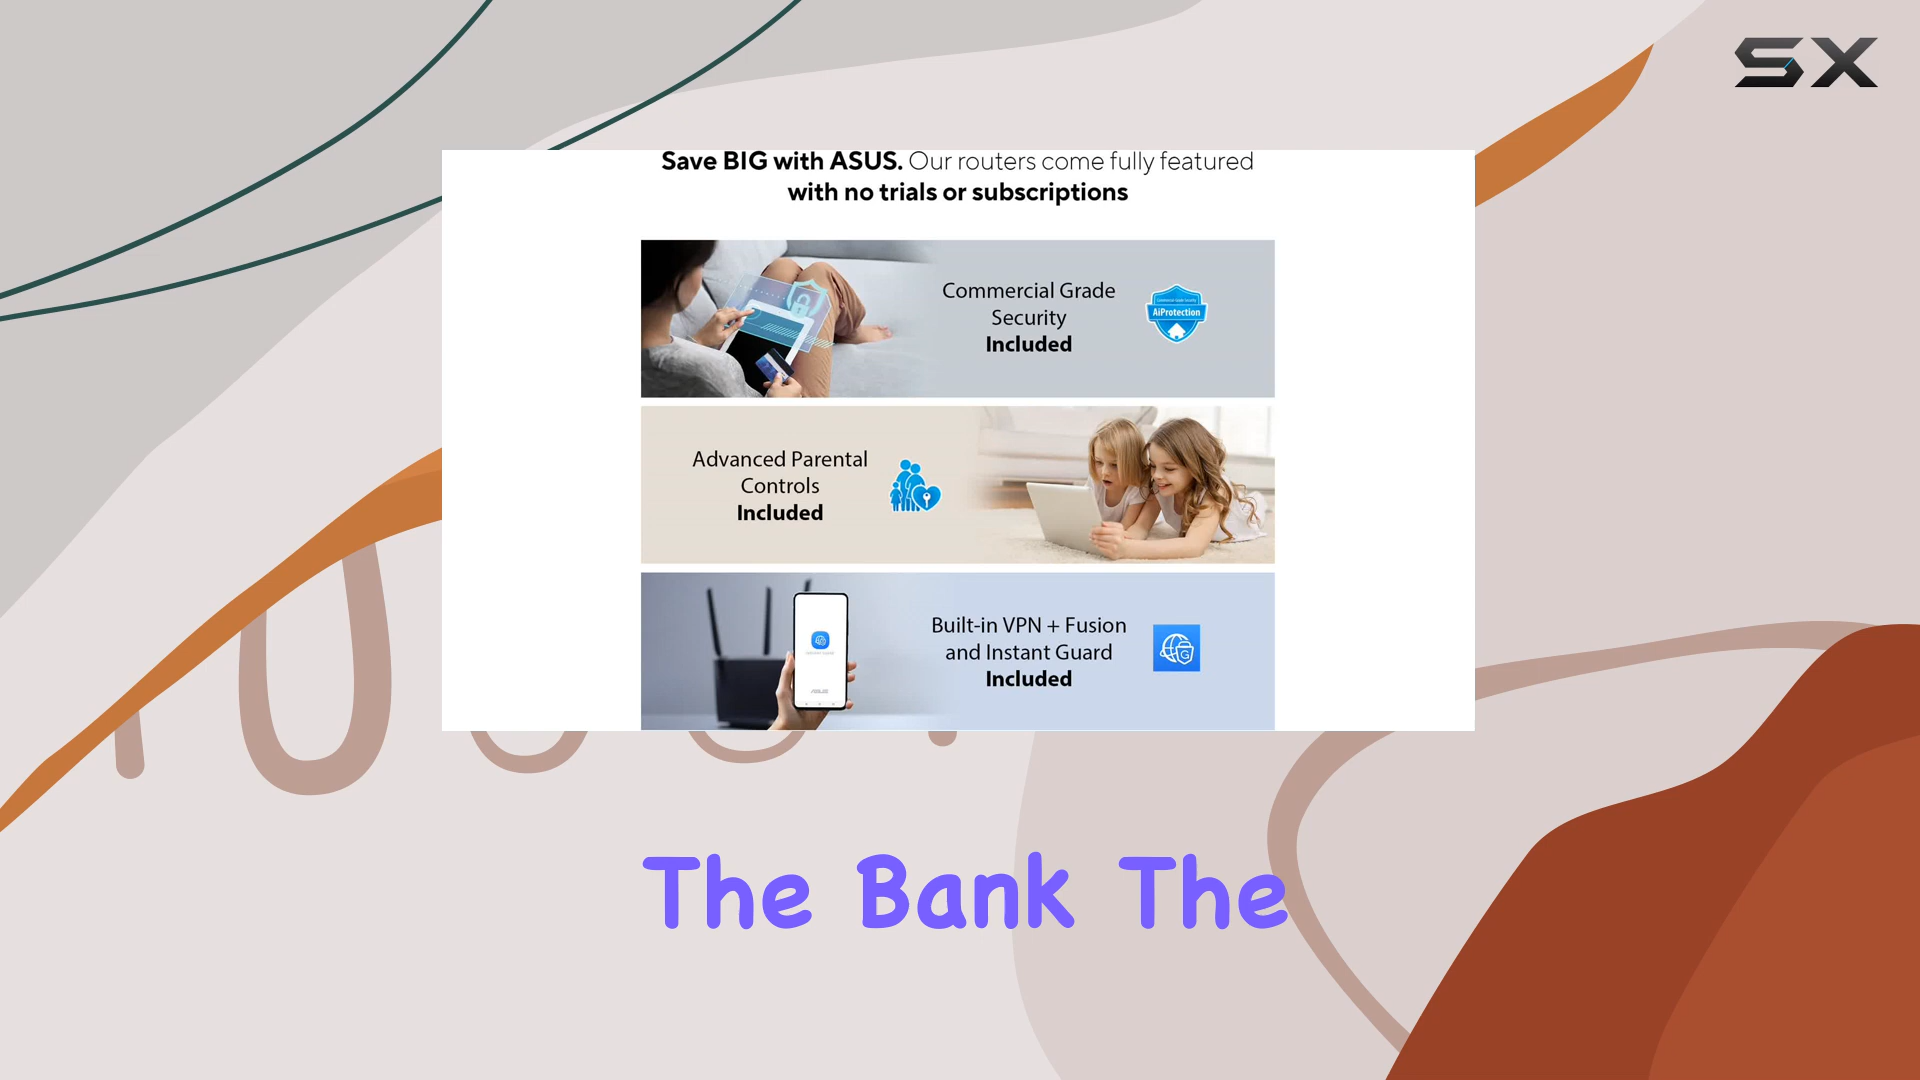 SX
Save BIG with ASUS. Our routers come fully featured
with no trials or subscriptions
Commercial Grade
Security
Included
AiProtection
Advanced Parental
Controls
Included
Built-in VPN + Fusion
and Instant Guard
Included
G
The Bank The